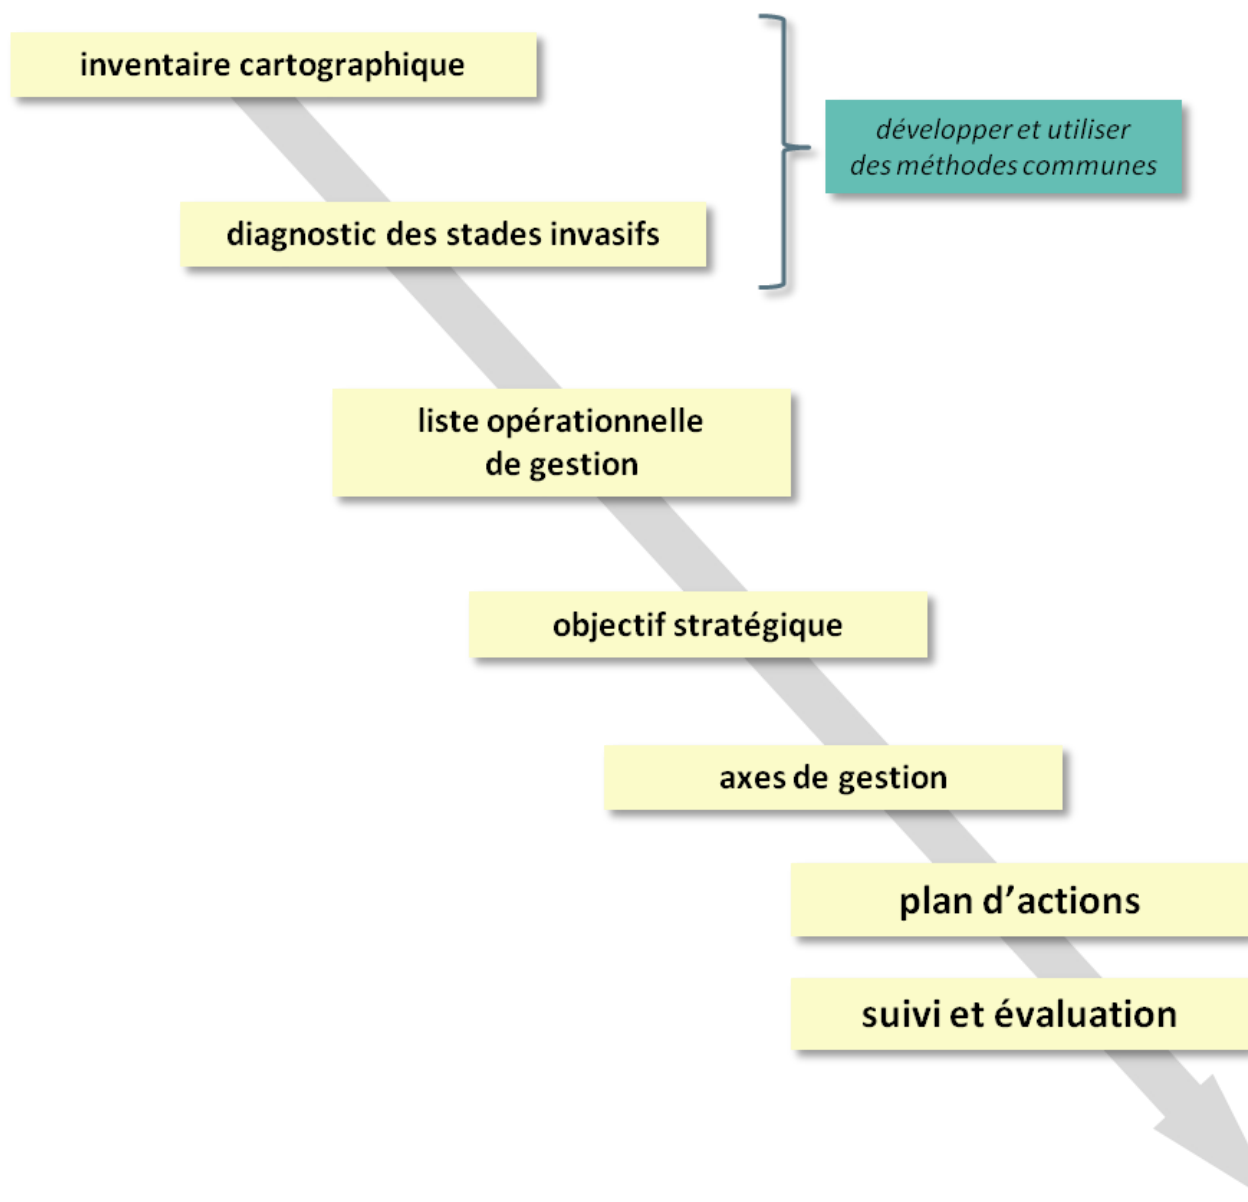 inventaire cartographique
développer et utiliser
des méthodes communes
diagnostic des stades invasifs
liste opérationnelle
de gestion
objectif stratégique
axes de gestion
plan d’actions
suivi et évaluation